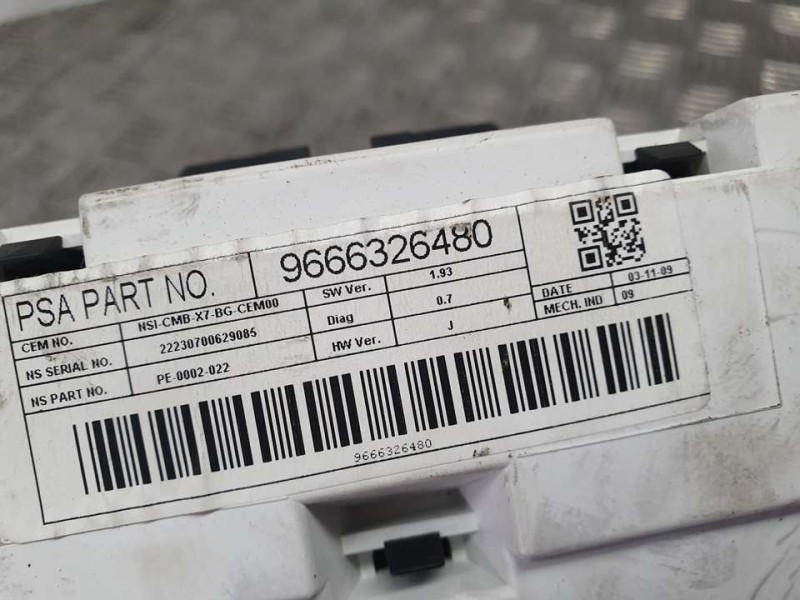 PSA PART NO. 9666326480
CEM NO. NSI-CMB-X7-BG-CEM00 SW Ver. 1.93
NS SERIAL NO. 22230700629085 Diag 0.7
NS PART NO. PE-0002-022 HW Ver. J
DATE 03-11-09
MECH. IND 09
9666326480